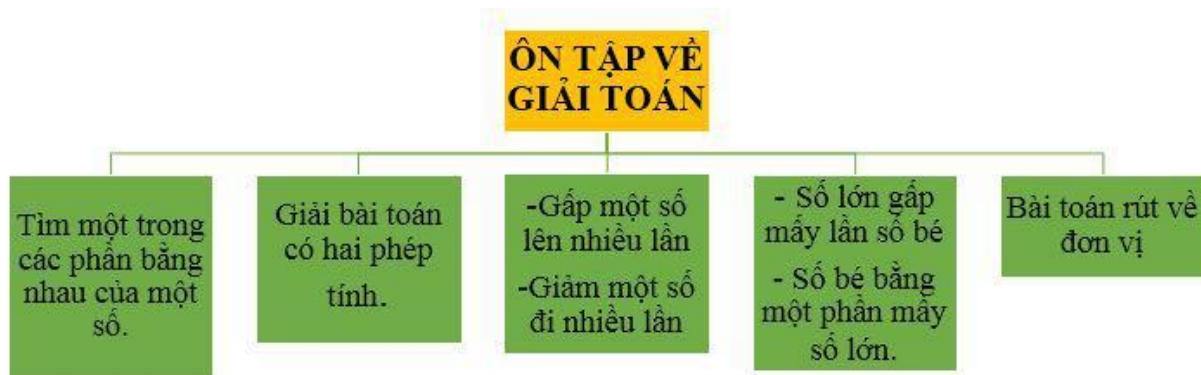 ÔN TẬP VỀ
GIẢI TOÁN
Tìm một trong
các phần bằng
nhau của một
số.
Giải bài toán
có hai phép
tính.
-Gấp một số
lên nhiều lần
-Giảm một số
đi nhiều lần
- Số lớn gấp
mấy lần số bé
- Số bé bằng
một phần mấy
số lớn.
Bài toán rút về
đơn vị